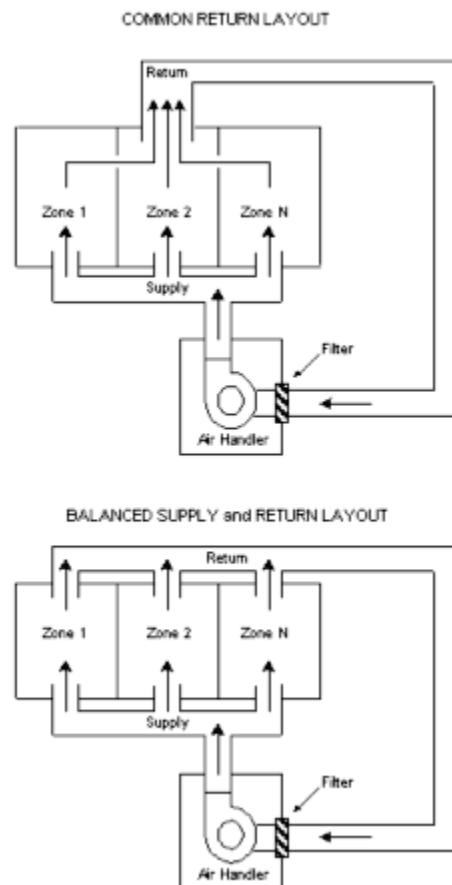 COMMON RETURN LAYOUT
Return
Zone 1
Zone 2
Zone N
Supply
Filter
Air Handler
BALANCED SUPPLY and RETURN LAYOUT
Return
Zone 1
Zone 2
Zone N
Supply
Filter
Air Handler